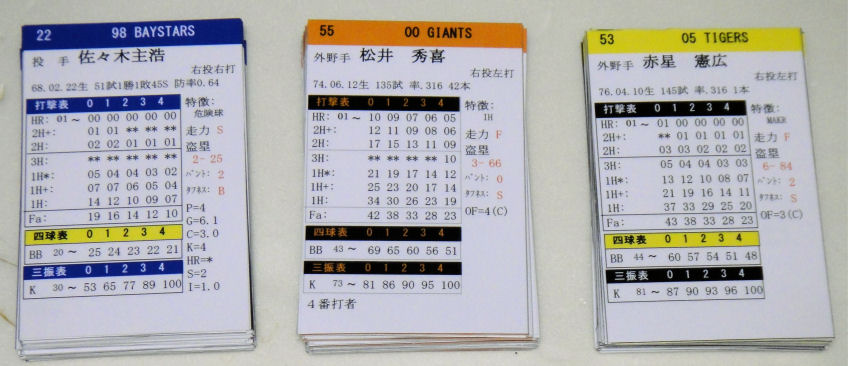 22 98 BAYSTARS
投 手 佐々木主浩
右投右打
68.02.22生 51試1勝1敗45S 防率0.64
打撃表 0 1 2 3 4
HR: 01～ 00 00 00 00 00
2H+: 01 01 ** ** **
2H: 02 02 01 01 01
3H: ** ** ** ** **
1H*: 05 04 04 03 02
1H+: 07 07 06 05 04
1H: 14 12 10 09 07
Fa: 19 16 14 12 10
四球表 0 1 2 3 4
BB 20～ 25 24 23 22 21
三振表 0 1 2 3 4
K 30～ 53 65 77 89 100
特徴:
危険球
走力 S
盗塁
2-25
バント: 2
タフネス: B
P=4
G=6.1
C=3.0
K=4
HR=*
S=2
I=1.0
55 00 GIANTS
外野手 松井 秀喜
右投左打
74.06.12生 135試 率.316 42本
打撃表 0 1 2 3 4
HR: 01～ 10 09 07 06 05
2H+: 12 11 09 08 06
2H: 17 15 13 11 09
3H: ** ** ** ** 10
1H*: 21 19 17 14 12
1H+: 25 23 20 17 14
1H: 34 30 26 23 19
Fa: 42 38 33 28 23
四球表 0 1 2 3 4
BB 43～ 69 65 60 56 51
三振表 0 1 2 3 4
K 73～ 81 86 90 95 100
4番打者
特徴:
IH
走力 F
盗塁
3-66
バント: 0
タフネス: S
OF=4(C)
53 05 TIGERS
外野手 赤星 憲広
右投左打
76.04.10生 145試 率.316 1本
打撃表 0 1 2 3 4
HR: 01～ 01 00 00 00 00
2H+: ** 01 01 01 01
2H: 03 03 02 02 02
3H: 05 04 04 03 03
1H*: 13 12 10 08 07
1H+: 21 19 16 14 11
1H: 37 33 29 25 20
Fa: 43 38 33 28 23
四球表 0 1 2 3 4
BB 44～ 60 57 54 51 48
三振表 0 1 2 3 4
K 81～ 87 90 93 96 100
特徴:
MAKR
走力 F
盗塁
6-84
バント: 2
タフネス: S
OF=3(C)